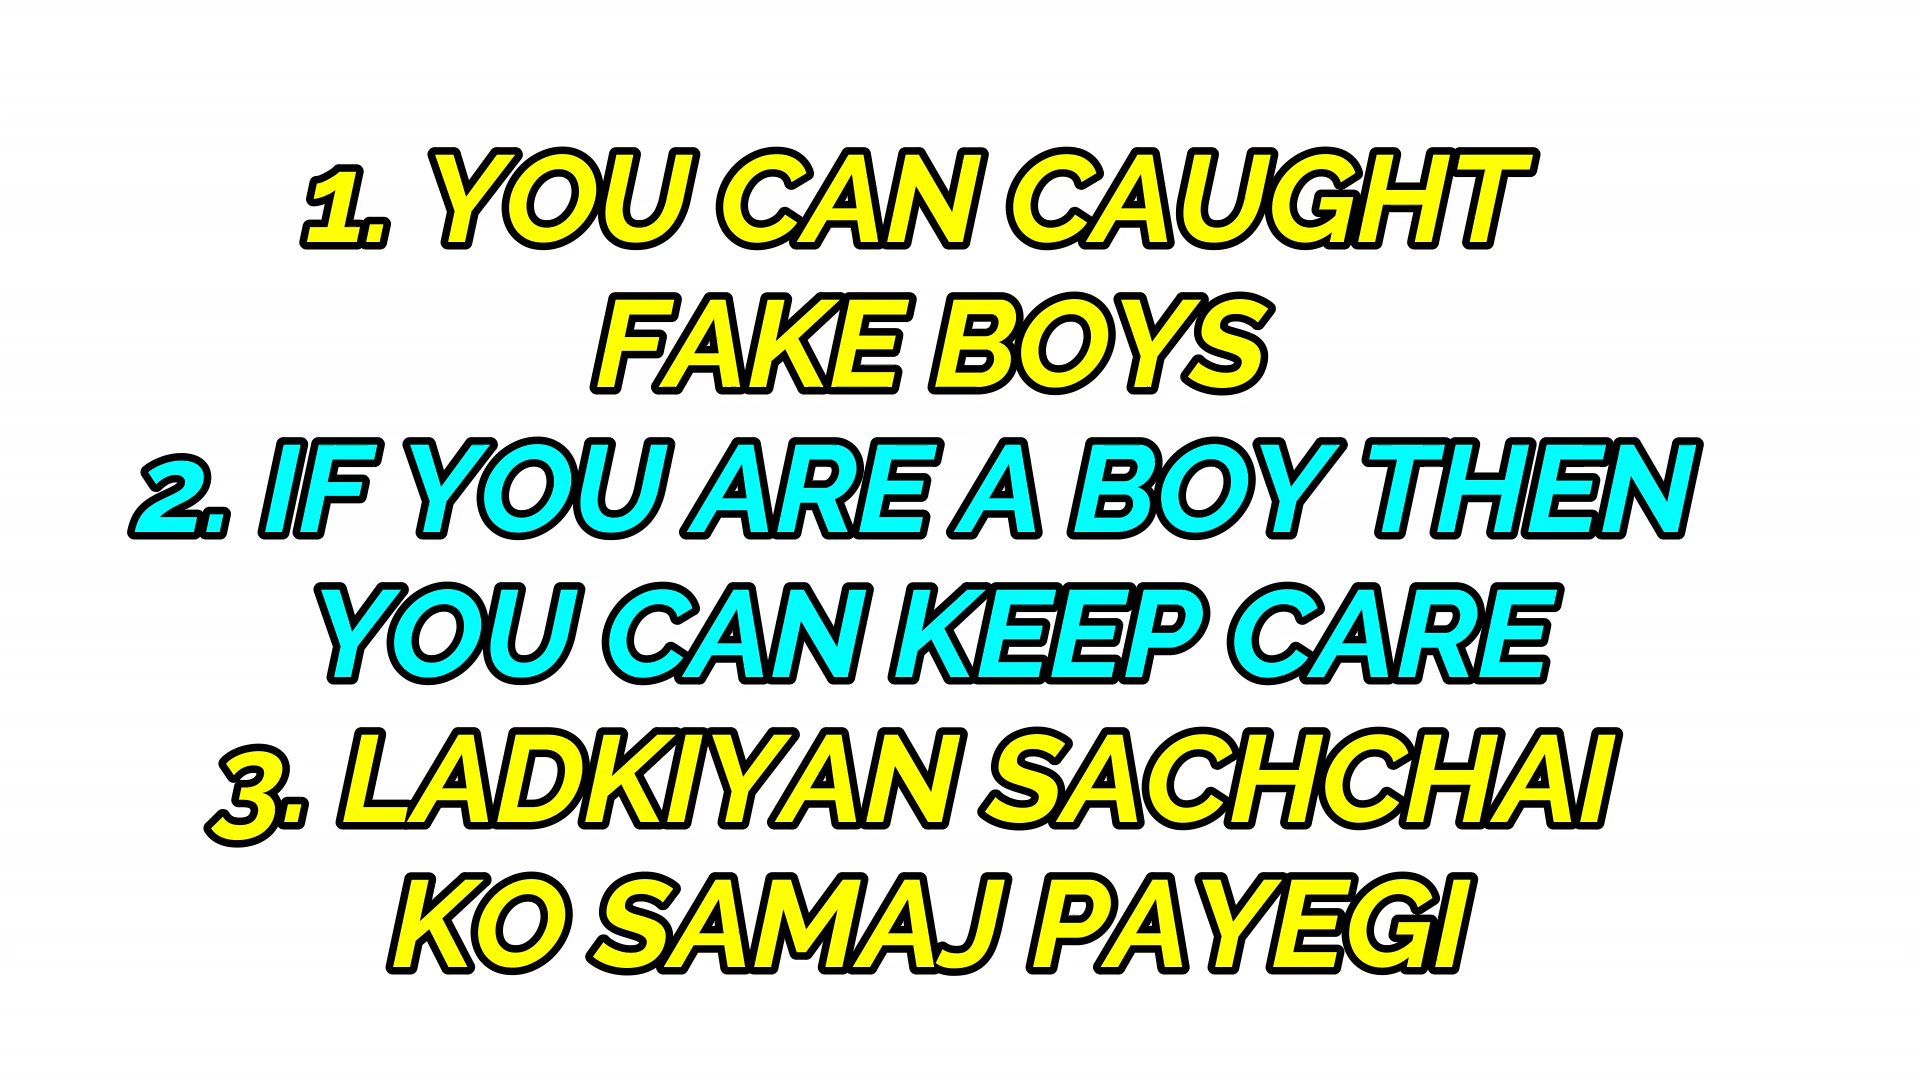 1. YOU CAN CAUGHT
FAKE BOYS
2. IF YOU ARE A BOY THEN
YOU CAN KEEP CARE
3. LADKIYAN SACHCHAI
KO SAMAJ PAYEGI